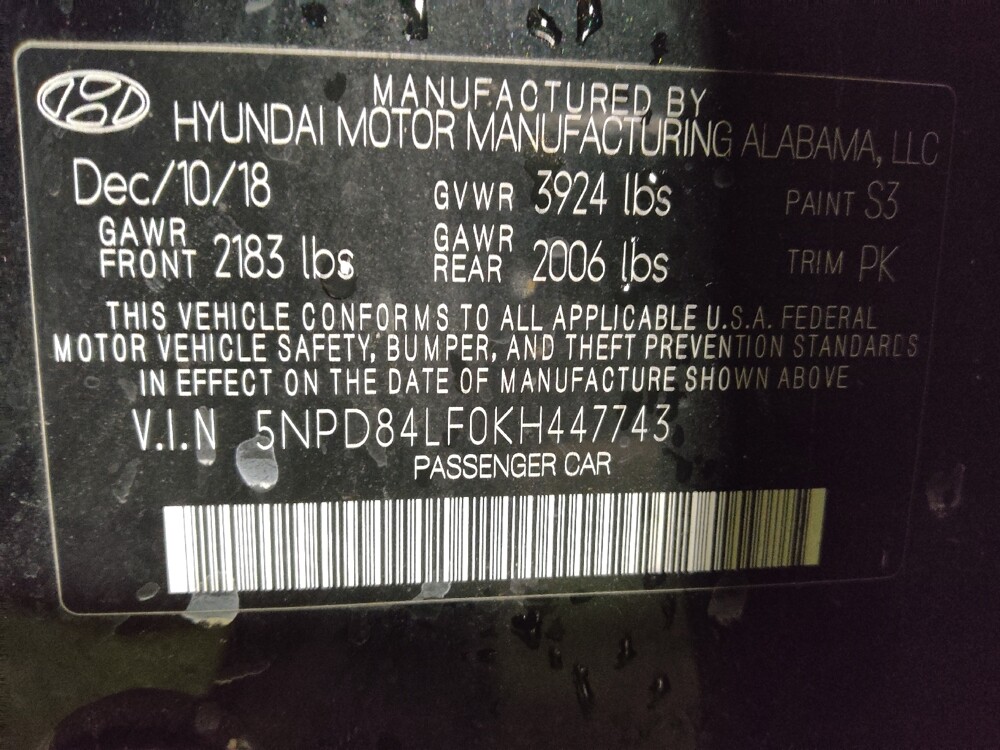 MANUFACTURED BY
HYUNDAI MOTOR MANUFACTURING ALABAMA, LLC
Dec/10/18 GVWR 3924 lbs PAINT S3
GAWR FRONT 2183 lbs GAWR REAR 2006 lbs TRIM PK
THIS VEHICLE CONFORMS TO ALL APPLICABLE U.S.A. FEDERAL
MOTOR VEHICLE SAFETY, BUMPER, AND THEFT PREVENTION STANDARDS
IN EFFECT ON THE DATE OF MANUFACTURE SHOWN ABOVE
V.I.N 5NPD84LF0KH447743
PASSENGER CAR